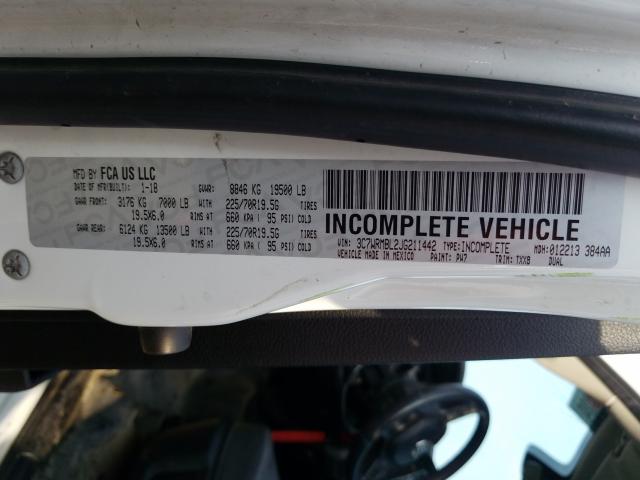 MFD BY FCA US LLC
DATE OF MFR(BUILT): 1-18 GVWR: 8846 KG 19500 LB
GAWR FRONT: 3176 KG 7000 LB WITH 225/70R19.5G TIRES
19.5X6.0 RIMS AT 660 KPA ( 95 PSI) COLD
GAWR REAR: 6124 KG 13500 LB WITH 225/70R19.5G TIRES
19.5X6.0 RIMS AT 660 KPA ( 95 PSI) COLD DUAL
INCOMPLETE VEHICLE
VIN: 3C7WRMBL2JG211442 TYPE: INCOMPLETE MDH: 012213 384AA
VEHICLE MADE IN MEXICO PAINT: PW7 TRIM: TXX8